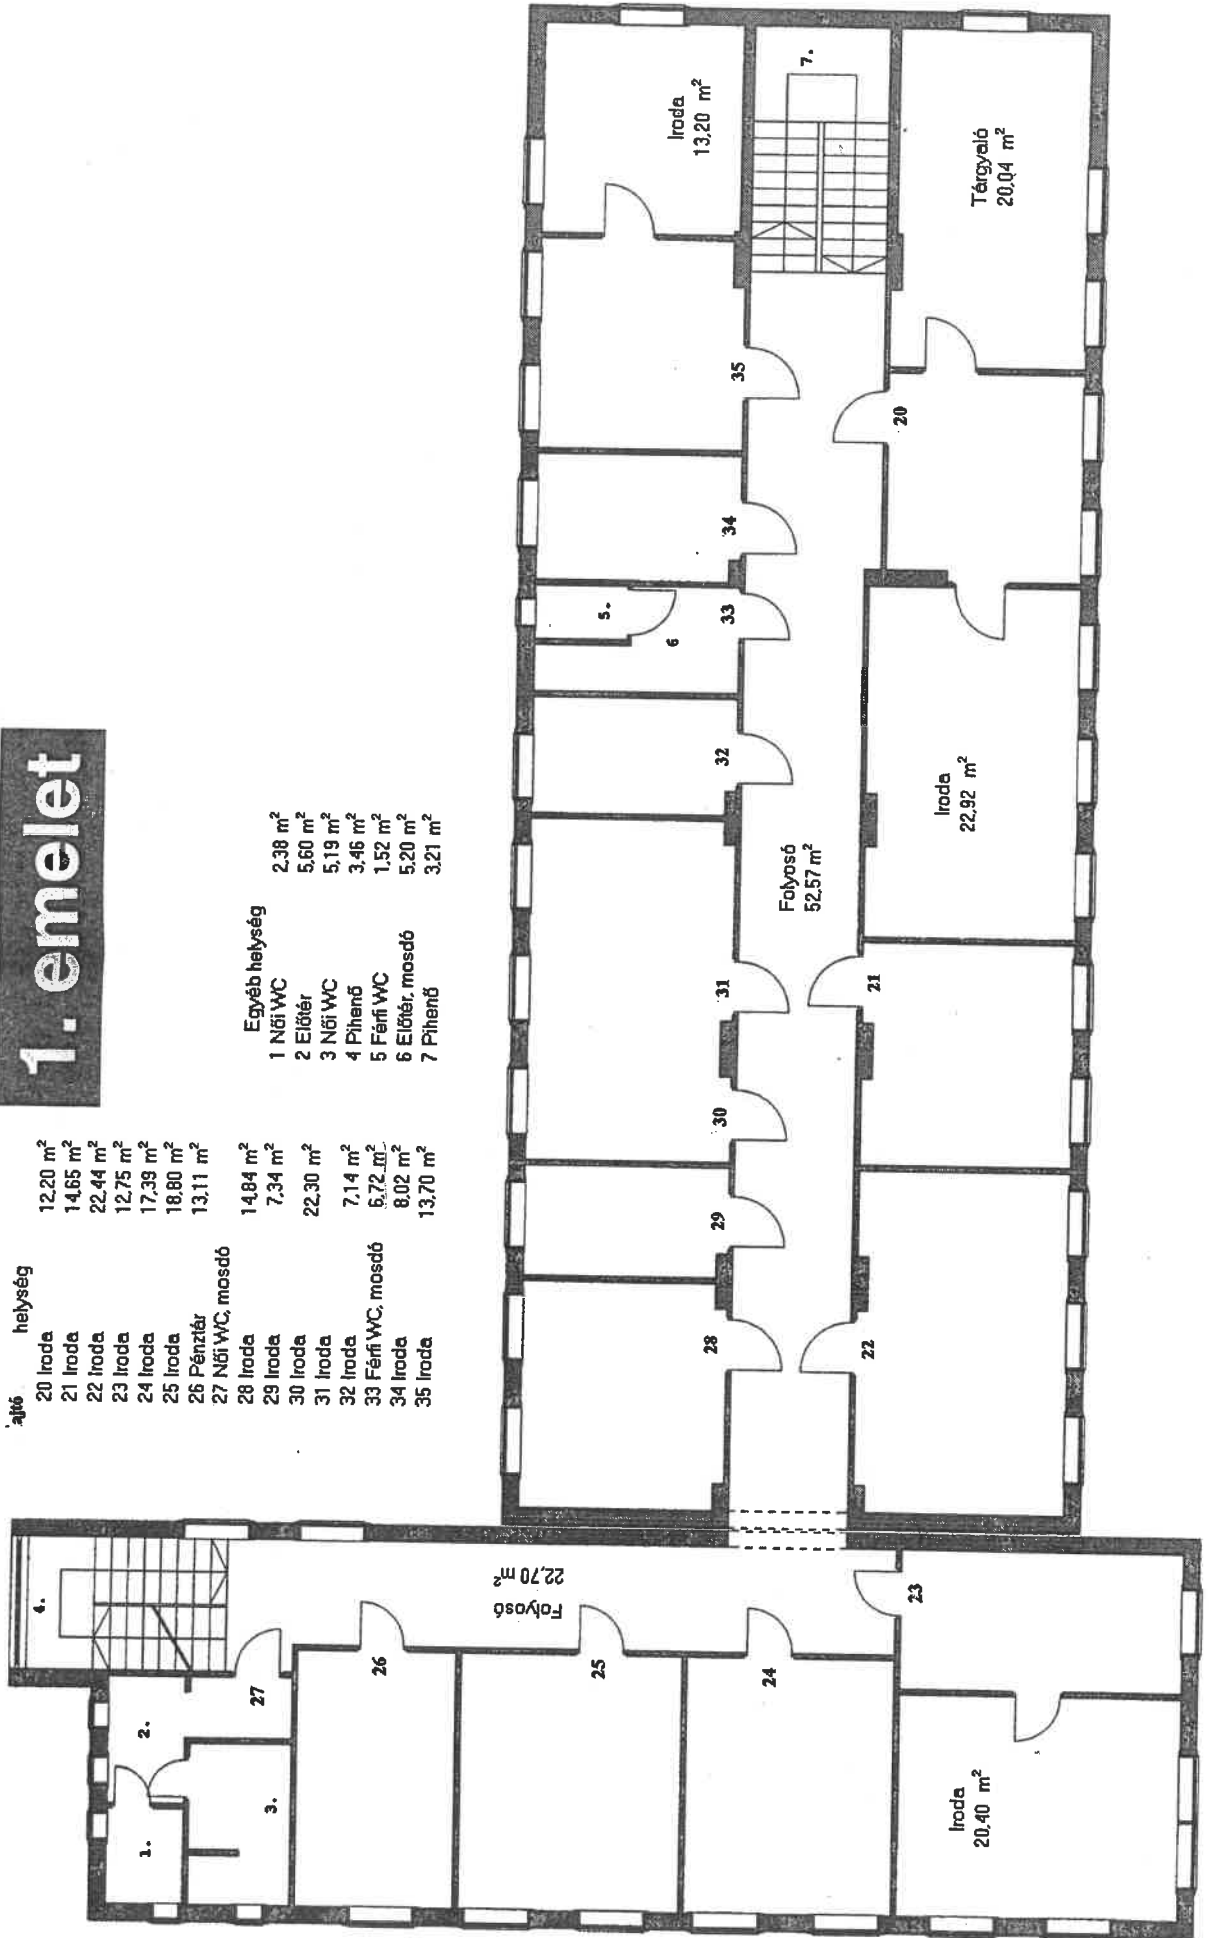 1. emelet
ajtó helység
20 Iroda 12,20 m²
21 Iroda 14,65 m²
22 Iroda 22,44 m²
23 Iroda 12,75 m²
24 Iroda 17,39 m²
25 Iroda 18,80 m²
26 Pénztár 13,11 m²
27 Női WC, mosdó
28 Iroda 14,84 m²
29 Iroda 7,34 m²
30 Iroda 22,30 m²
31 Iroda
32 Iroda 7,14 m²
33 Férfi WC, mosdó 6,72 m²
34 Iroda 8,02 m²
35 Iroda 13,70 m²
Egyéb helység
1 Női WC 2,38 m²
2 Előtér 5,60 m²
3 Női WC 5,19 m²
4 Pihenő 3,46 m²
5 Férfi WC 1,52 m²
6 Előtér, mosdó 5,20 m²
7 Pihenő 3,21 m²
4.
2.
1.
3.
27
26
25
24
23
Folyosó
22,70 m²
Iroda
20,40 m²
28
29
30
31
32
33
34
35
5.
6
7.
Iroda
13,20 m²
Folyosó
52,57 m²
22
21
20
Iroda
22,92 m²
Tárgyaló
20,04 m²